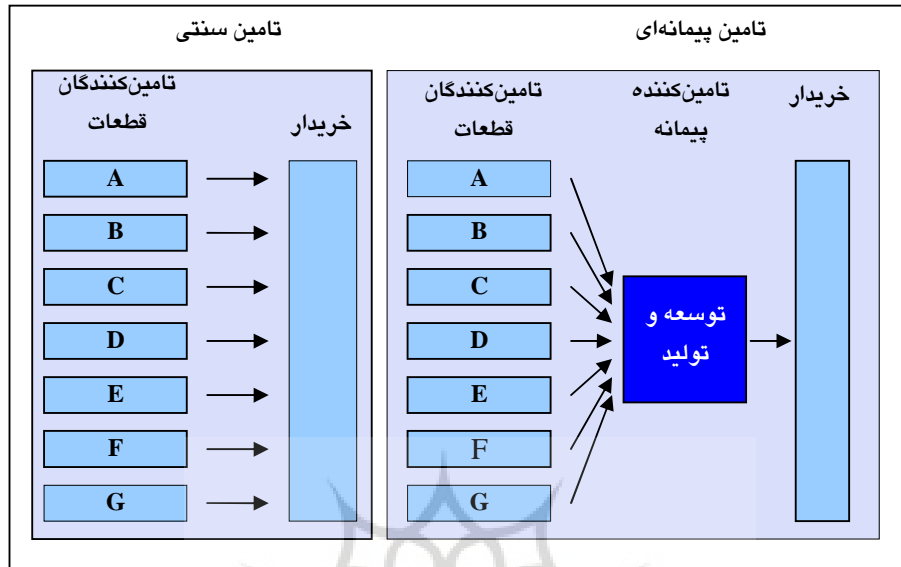 تامین پیمانه‌ای
تامین سنتی
خریدار
تامین‌کننده
پیمانه
تامین‌کنندگان
قطعات
A
B
C
D
E
F
G
توسعه و
تولید
خریدار
تامین‌کنندگان
قطعات
A
B
C
D
E
F
G